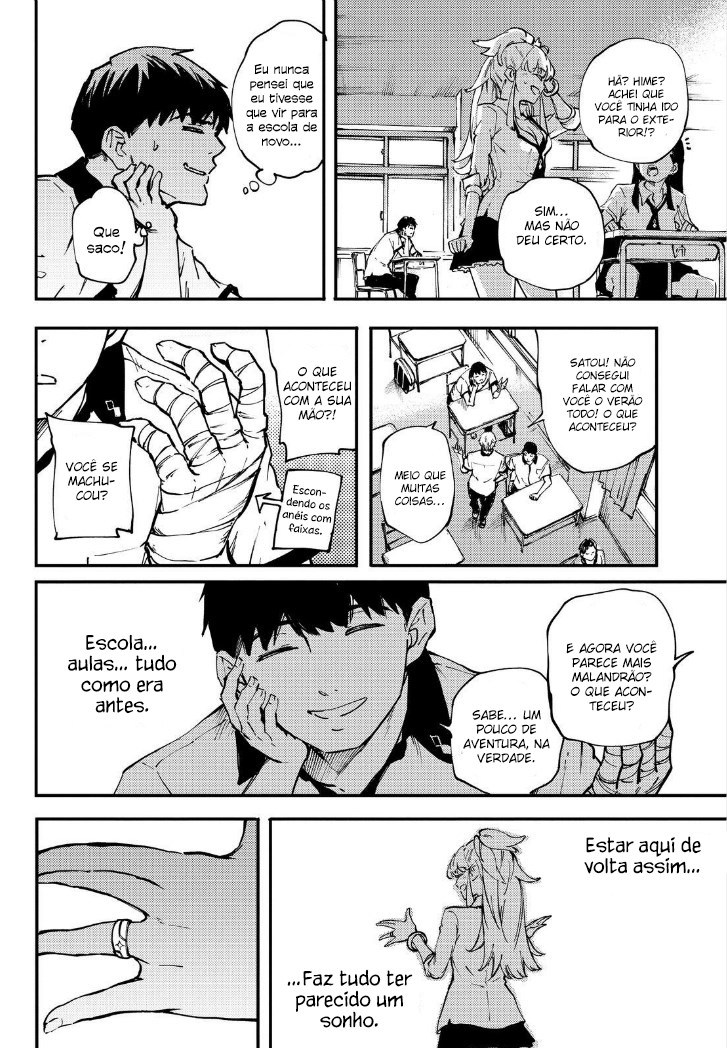 Eu nunca
pensei que
eu tivesse
que vir para
a escola de
novo...
Que
saco!
HÃ? HIME?
ACHEI QUE
VOCÊ TINHA IDO
PARA O EXTE-
RIOR!?
SIM...
MAS NÃO
DEU CERTO.
O QUE
ACONTECEU
COM A SUA
MÃO?!
VOCÊ SE
MACHU-
COU?
Escon-
dendo os
anéis com
faixas.
SATOU! NÃO
CONSEGUI
FALAR COM
VOCÊ O VERÃO
TODO! O QUE
ACONTECEU?
MEIO QUE
MUITAS
COISAS...
Escola...
aulas... tudo
como era
antes.
E AGORA VOCÊ
PARECE MAIS
MALANDRÃO?
O QUE ACON-
TECEU?
SABE... UM
POUCO DE
AVENTURA, NA
VERDADE.
Estar aqui de
volta assim...
...Faz tudo ter
parecido um
sonho.